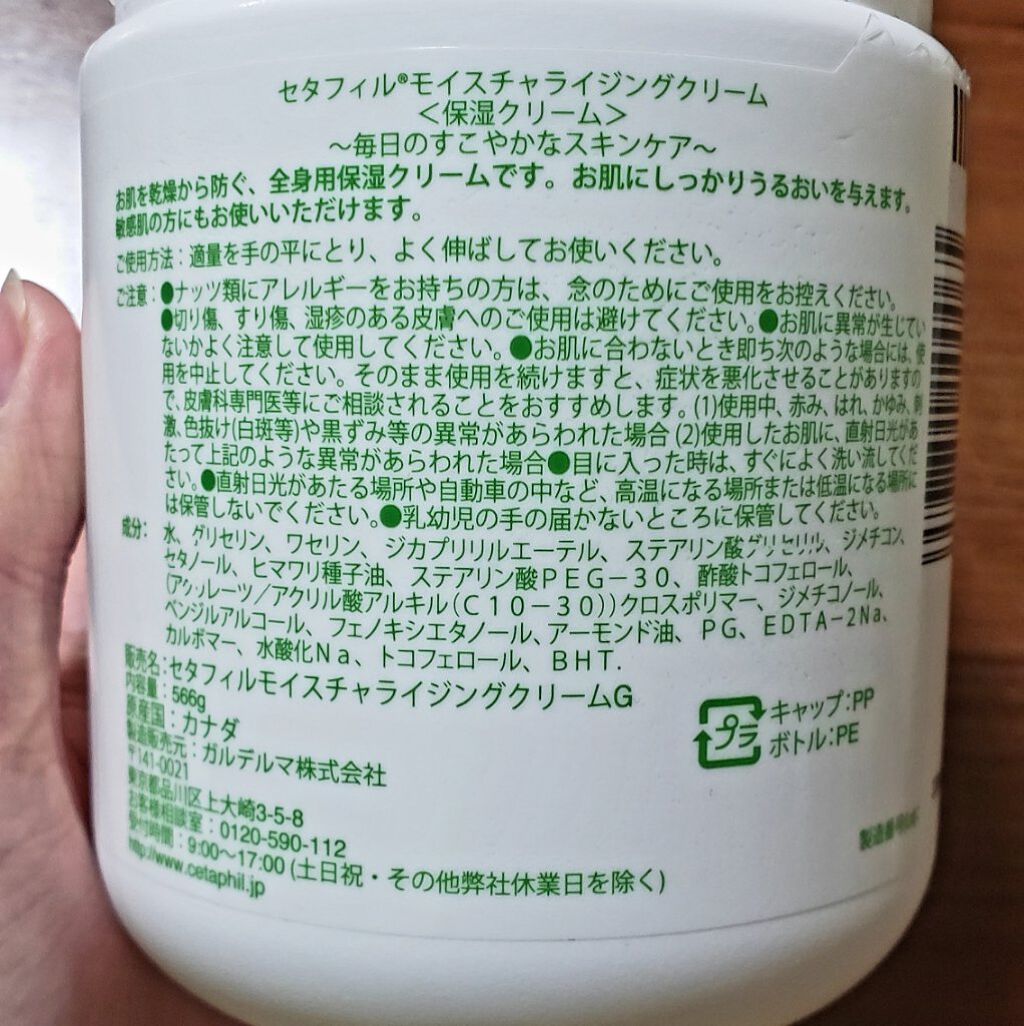 セタフィル®モイスチャライジングクリーム
＜保湿クリーム＞
～毎日のすこやかなスキンケア～
お肌を乾燥から防ぐ、全身用保湿クリームです。お肌にしっかりうるおいを与えます。
敏感肌の方にもお使いいただけます。
ご使用方法：適量を手の平にとり、よく伸ばしてお使いください。
ご注意：●ナッツ類にアレルギーをお持ちの方は、念のためにご使用をお控えください。
●切り傷、すり傷、湿疹のある皮膚へのご使用は避けてください。●お肌に異常が生じてい
ないかよく注意して使用してください。●お肌に合わないとき即ち次のような場合には、使
用を中止してください。そのまま使用を続けますと、症状を悪化させることがありますの
で、皮膚科専門医等にご相談されることをおすすめします。(1)使用中、赤み、はれ、かゆみ、刺
激、色抜け(白斑等)や黒ずみ等の異常があらわれた場合 (2)使用したお肌に、直射日光があ
たって上記のような異常があらわれた場合●目に入った時は、すぐによく洗い流してくだ
さい。●直射日光があたる場所や自動車の中など、高温になる場所または低温になる場所に
は保管しないでください。●乳幼児の手の届かないところに保管してください。
成分： 水、グリセリン、ワセリン、ジカプリリルエーテル、ステアリン酸グリセリル、ジメチコン、
セタノール、ヒマワリ種子油、ステアリン酸ＰＥＧ－３０、酢酸トコフェロール、
(アクリレーツ／アクリル酸アルキル(Ｃ１０－３０))クロスポリマー、ジメチコノール、
ベンジルアルコール、フェノキシエタノール、アーモンド油、ＰＧ、ＥＤＴＡ－２Ｎａ、
カルボマー、水酸化Ｎａ、トコフェロール、ＢＨＴ.
販売名：セタフィルモイスチャライジングクリームG
内容量：566g
原産国：カナダ
製造販売元：ガルデルマ株式会社
〒141-0021
東京都品川区上大崎3-5-8
お客様相談室：0120-590-112
受付時間：9:00～17:00 (土日祝・その他弊社休業日を除く)
http://www.cetaphil.jp
プラ
キャップ：PP
ボトル：PE
製造番号